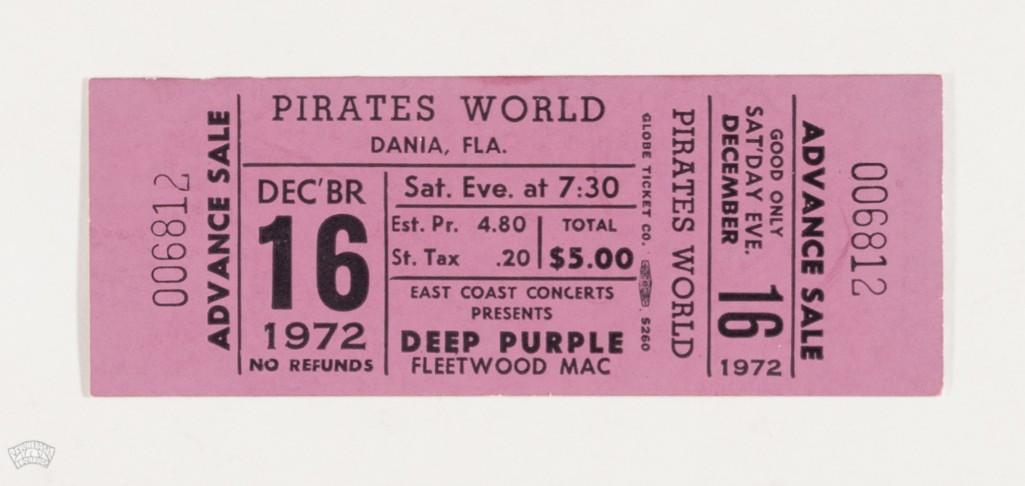 006812
ADVANCE SALE
PIRATES WORLD
DANIA, FLA.
DEC'BR
16
1972
NO REFUNDS
Sat. Eve. at 7:30
Est. Pr. 4.80
St. Tax .20
TOTAL
$5.00
EAST COAST CONCERTS
PRESENTS
DEEP PURPLE
FLEETWOOD MAC
GLOBE TICKET CO. 5260
PIRATES WORLD
GOOD ONLY
SAT'DAY EVE.
DECEMBER
16
1972
ADVANCE SALE
006812